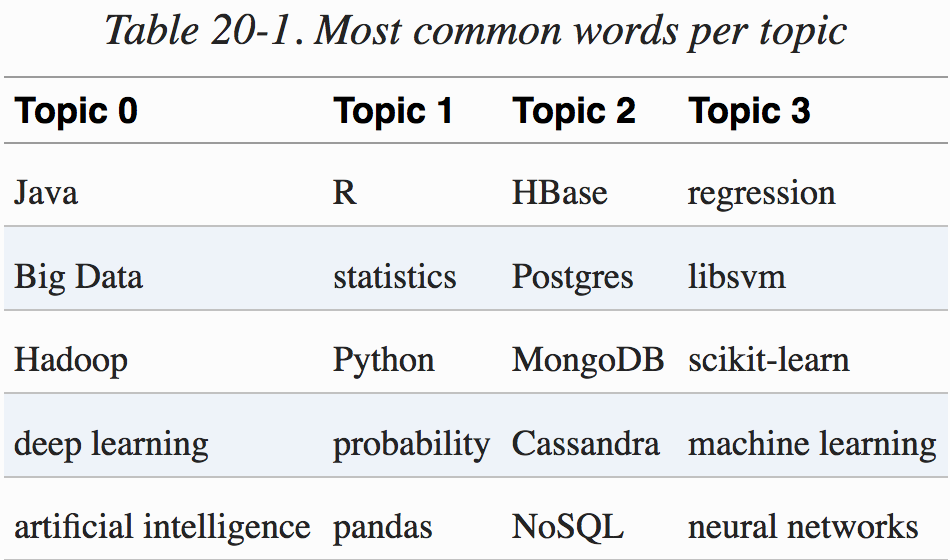 Table 20-1. Most common words per topic
Topic 0 Topic 1 Topic 2 Topic 3
Java R HBase regression
Big Data statistics Postgres libsvm
Hadoop Python MongoDB scikit-learn
deep learning probability Cassandra machine learning
artificial intelligence pandas NoSQL neural networks